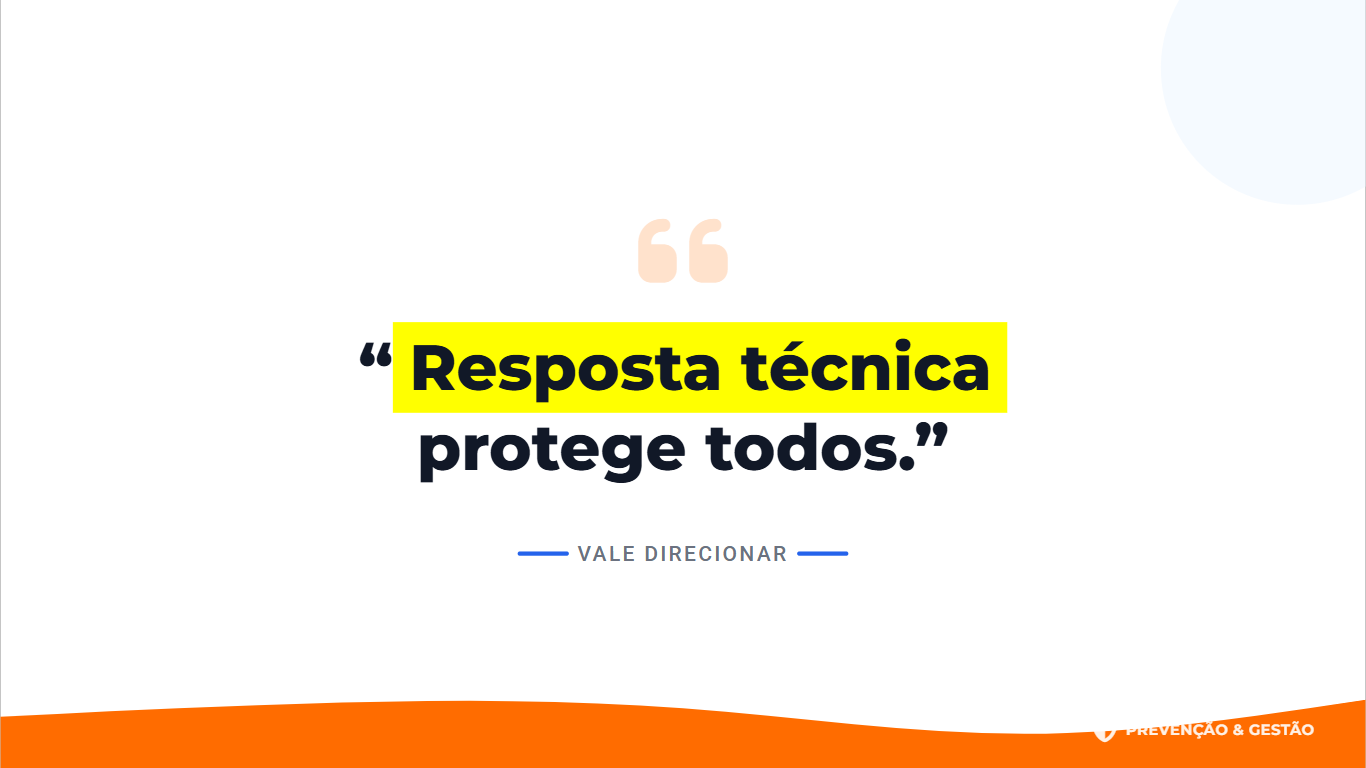 “ Resposta técnica
protege todos.”
VALE DIRECIONAR
PREVENÇÃO & GESTÃO